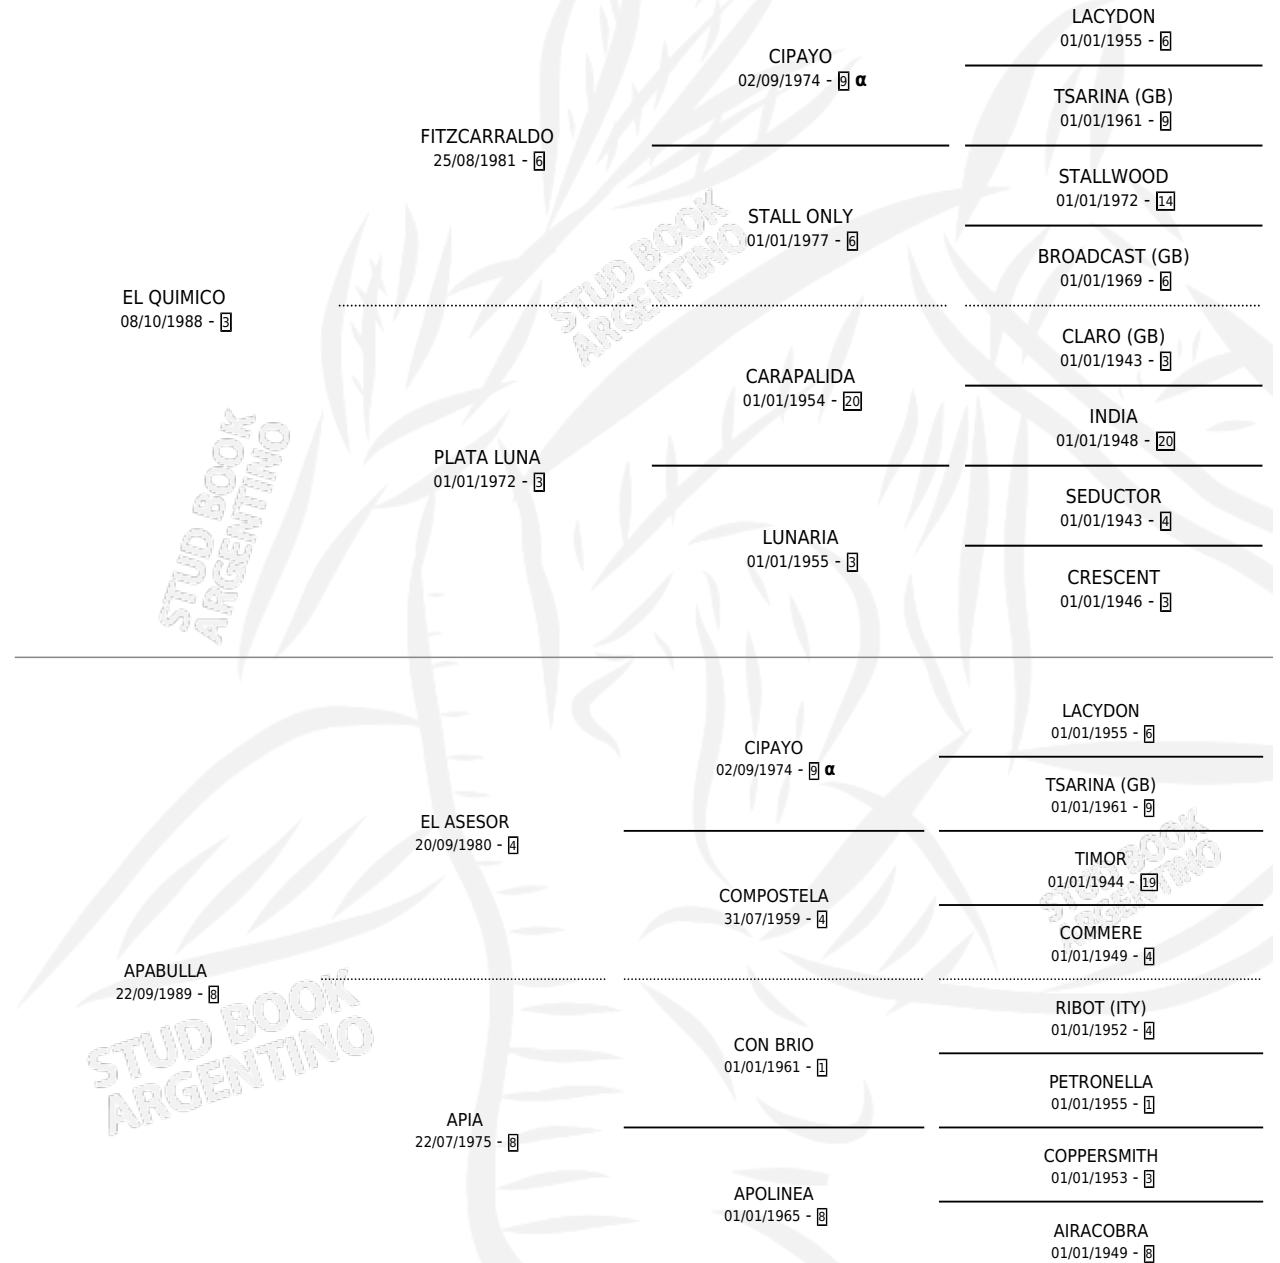 LACYDON
01/01/1955 - 6
CIPAYO
02/09/1974 - 9 α
TSARINA (GB)
01/01/1961 - 9
FITZCARRALDO
25/08/1981 - 6
STALLWOOD
01/01/1972 - 14
STALL ONLY
01/01/1977 - 6
BROADCAST (GB)
01/01/1969 - 6
EL QUIMICO
08/10/1988 - 3
CLARO (GB)
01/01/1943 - 3
CARAPALIDA
01/01/1954 - 20
INDIA
01/01/1948 - 20
PLATA LUNA
01/01/1972 - 3
SEDUCTOR
01/01/1943 - 4
LUNARIA
01/01/1955 - 3
CRESCENT
01/01/1946 - 3
STUD BOOK
ARGENTINO
STUD BOOK
ARGENTINO
LACYDON
01/01/1955 - 6
CIPAYO
02/09/1974 - 9 α
TSARINA (GB)
01/01/1961 - 9
EL ASESOR
20/09/1980 - 4
TIMOR
01/01/1944 - 19
COMPOSTELA
31/07/1959 - 4
COMMERE
01/01/1949 - 4
APABULLA
22/09/1989 - 8
RIBOT (ITY)
01/01/1952 - 4
CON BRIO
01/01/1961 - 1
PETRONELLA
01/01/1955 - 1
APIA
22/07/1975 - 8
COPPERSMITH
01/01/1953 - 3
APOLINEA
01/01/1965 - 8
AIRACOBRA
01/01/1949 - 8
STUD BOOK
ARGENTINO
STUD BOOK
ARGENTINO